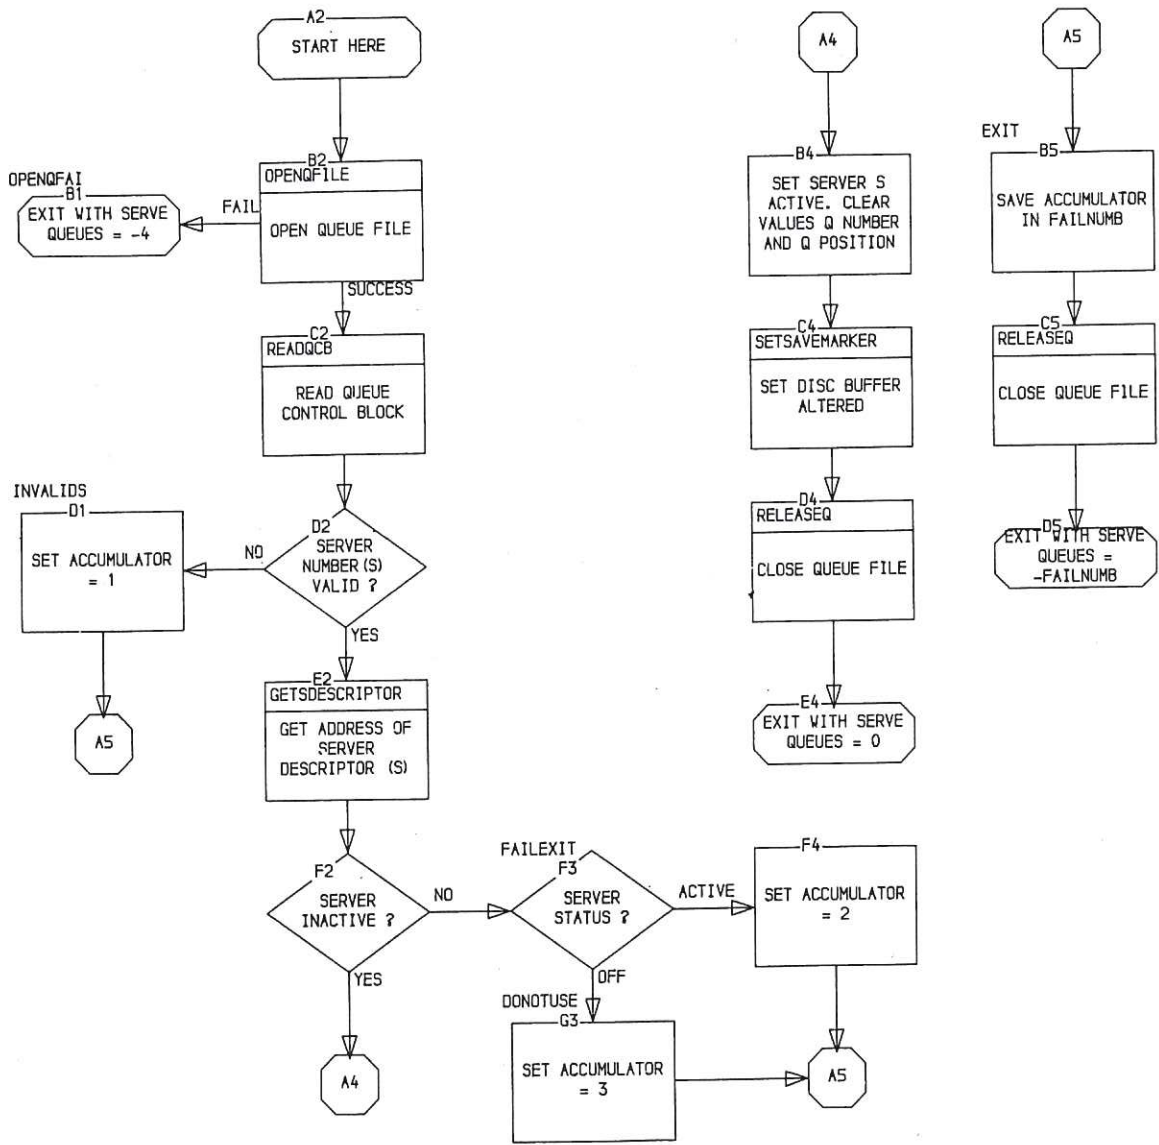 A2
START HERE
B2
OPENQFILE
OPEN QUEUE FILE
FAIL
OPENQFAI
B1
EXIT WITH SERVE
QUEUES = -4
SUCCESS
C2
READQCB
READ QUEUE
CONTROL BLOCK
D2
SERVER
NUMBER(S)
VALID ?
NO
INVALIDS
D1
SET ACCUMULATOR
= 1
A5
YES
E2
GETSDESCRIPTOR
GET ADDRESS OF
SERVER
DESCRIPTOR (S)
F2
SERVER
INACTIVE ?
YES
A4
NO
FAILEXIT
F3
SERVER
STATUS ?
ACTIVE
F4
SET ACCUMULATOR
= 2
OFF
DONOTUSE
G3
SET ACCUMULATOR
= 3
A5
A4
B4
SET SERVER S
ACTIVE. CLEAR
VALUES Q NUMBER
AND Q POSITION
C4
SETSAVEMARKER
SET DISC BUFFER
ALTERED
D4
RELEASEQ
CLOSE QUEUE FILE
E4
EXIT WITH SERVE
QUEUES = 0
A5
EXIT
B5
SAVE ACCUMULATOR
IN FAILNUMB
C5
RELEASEQ
CLOSE QUEUE FILE
D5
EXIT WITH SERVE
QUEUES =
-FAILNUMB